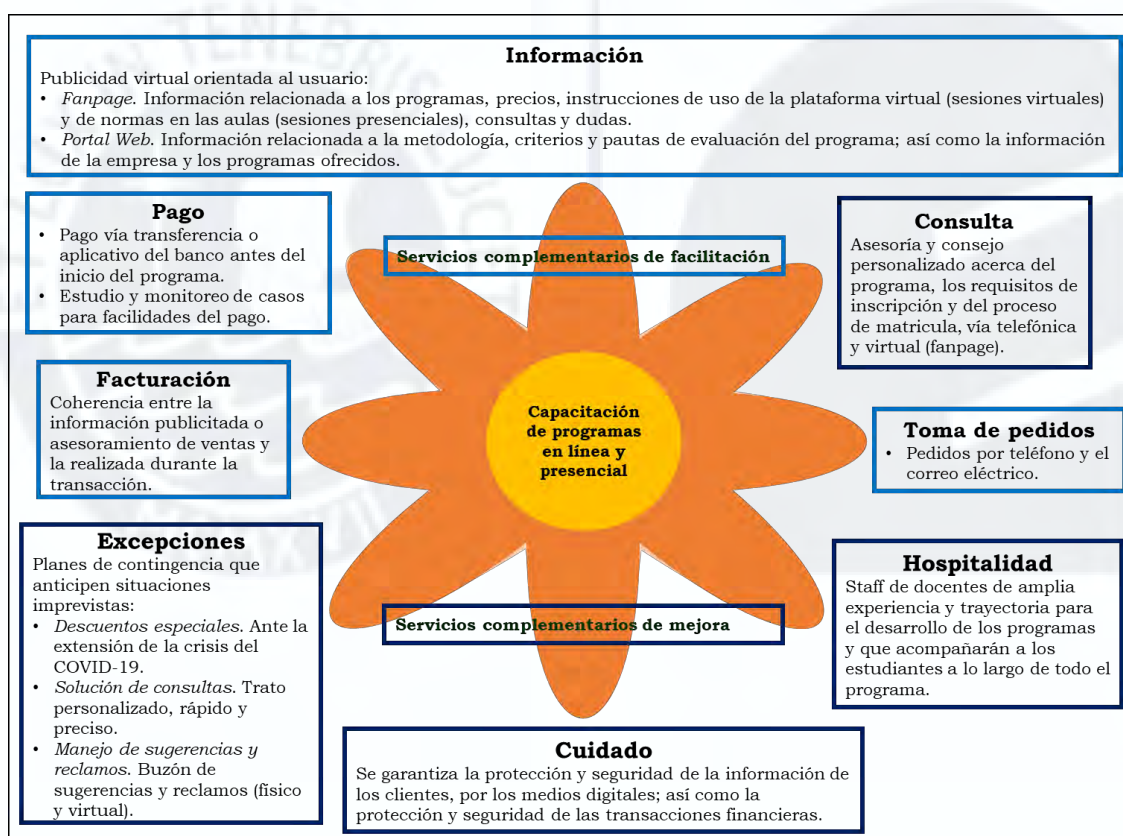 Información
Publicidad virtual orientada al usuario:
• Fanpage. Información relacionada a los programas, precios, instrucciones de uso de la plataforma virtual (sesiones virtuales)
y de normas en las aulas (sesiones presenciales), consultas y dudas.
• Portal Web. Información relacionada a la metodología, criterios y pautas de evaluación del programa; así como la información
de la empresa y los programas ofrecidos.
Pago
• Pago vía transferencia o
aplicativo del banco antes del
inicio del programa.
• Estudio y monitoreo de casos
para facilidades del pago.
Servicios complementarios de facilitación
Consulta
Asesoría y consejo
personalizado acerca del
programa, los requisitos de
inscripción y del proceso
de matricula, vía telefónica
y virtual (fanpage).
Facturación
Coherencia entre la
información publicitada o
asesoramiento de ventas y
la realizada durante la
transacción.
Capacitación
de programas
en línea y
presencial
Toma de pedidos
• Pedidos por teléfono y el
correo eléctrico.
Excepciones
Planes de contingencia que
anticipen situaciones
imprevistas:
• Descuentos especiales. Ante la
extensión de la crisis del
COVID-19.
• Solución de consultas. Trato
personalizado, rápido y
preciso.
• Manejo de sugerencias y
reclamos. Buzón de
sugerencias y reclamos (físico
y virtual).
Servicios complementarios de mejora
Hospitalidad
Staff de docentes de amplia
experiencia y trayectoria para
el desarrollo de los programas
y que acompañarán a los
estudiantes a lo largo de todo el
programa.
Cuidado
Se garantiza la protección y seguridad de la información de
los clientes, por los medios digitales; así como la
protección y seguridad de las transacciones financieras.